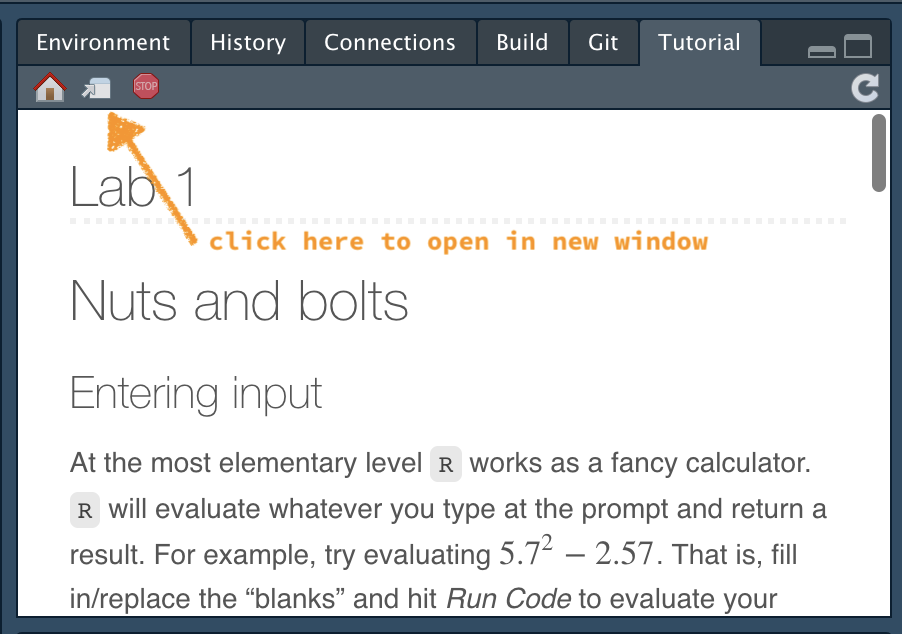 Environment History Connections Build Git Tutorial
STOP
Lab 1
click here to open in new window
Nuts and bolts
Entering input
At the most elementary level R works as a fancy calculator.
R will evaluate whatever you type at the prompt and return a
result. For example, try evaluating 5.7² − 2.57. That is, fill
in/replace the “blanks” and hit Run Code to evaluate your